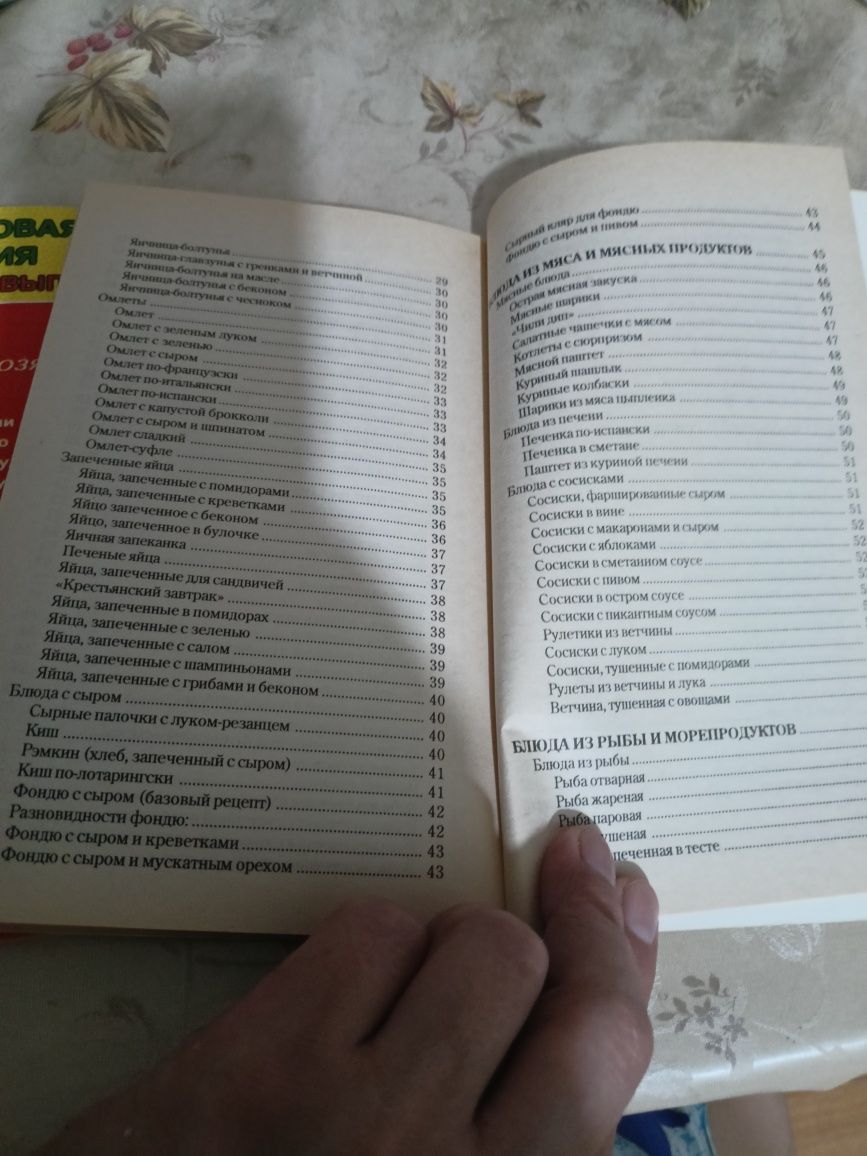 Яичница-болтунья
Яичница-глазунья с гренками и ветчиной ... 29
Яичница-болтунья на масле ... 30
Яичница-болтунья с беконом ... 30
Яичница-болтунья с чесноком ... 30
Омлеты ... 30
Омлет ... 31
Омлет с зеленым луком ... 31
Омлет с зеленью ... 32
Омлет с сыром ... 32
Омлет по-французски ... 32
Омлет по-итальянски ... 33
Омлет по-испански ... 33
Омлет с капустой брокколи ... 33
Омлет с сыром и шпинатом ... 34
Омлет сладкий ... 34
Омлет-суфле ... 35
Запеченные яйца ... 35
Яйца, запеченные с помидорами ... 35
Яйца, запеченные с креветками ... 35
Яйцо запеченное с беконом ... 36
Яйцо, запеченное в булочке ... 36
Яичная запеканка ... 37
Печеные яйца ... 37
Яйца, запеченные для сандвичей ... 37
«Крестьянский завтрак» ... 38
Яйца, запеченные в помидорах ... 38
Яйца, запеченные с зеленью ... 38
Яйца, запеченные с салом ... 39
Яйца, запеченные с шампиньонами ... 39
Яйца, запеченные с грибами и беконом ... 39
Блюда с сыром ... 40
Сырные палочки с луком-резанцем ... 40
Киш ... 40
Рэмкин (хлеб, запеченный с сыром) ... 41
Киш по-лотарингски ... 41
Фондю с сыром (базовый рецепт) ... 42
Разновидности фондю: ... 42
Фондю с сыром и креветками ... 43
Фондю с сыром и мускатным орехом ... 43
Сырный кляр для фондю ... 43
Фондю с сыром и пивом ... 44
БЛЮДА ИЗ МЯСА И МЯСНЫХ ПРОДУКТОВ ... 45
Мясные блюда ... 46
Острая мясная закуска ... 46
Мясные шарики ... 46
«Чили дип» ... 47
Салатные чашечки с мясом ... 47
Котлеты с сюрпризом ... 47
Мясной паштет ... 48
Куриный шашлык ... 48
Куриные колбаски ... 49
Шарики из мяса цыпленка ... 49
Блюда из печени ... 50
Печенка по-испански ... 50
Печенка в сметане ... 50
Паштет из куриной печени ... 51
Блюда с сосисками ... 51
Сосиски, фаршированные сыром ... 51
Сосиски в вине ... 51
Сосиски с макаронами и сыром ... 52
Сосиски с яблоками ... 52
Сосиски в сметанном соусе ... 52
Сосиски с пивом
Сосиски в остром соусе
Сосиски с пикантным соусом
Рулетики из ветчины
Сосиски с луком
Сосиски, тушенные с помидорами
Рулеты из ветчины и лука
Ветчина, тушенная с овощами
БЛЮДА ИЗ РЫБЫ И МОРЕПРОДУКТОВ
Блюда из рыбы
Рыба отварная
Рыба жареная
Рыба паровая
ушеная
печенная в тесте